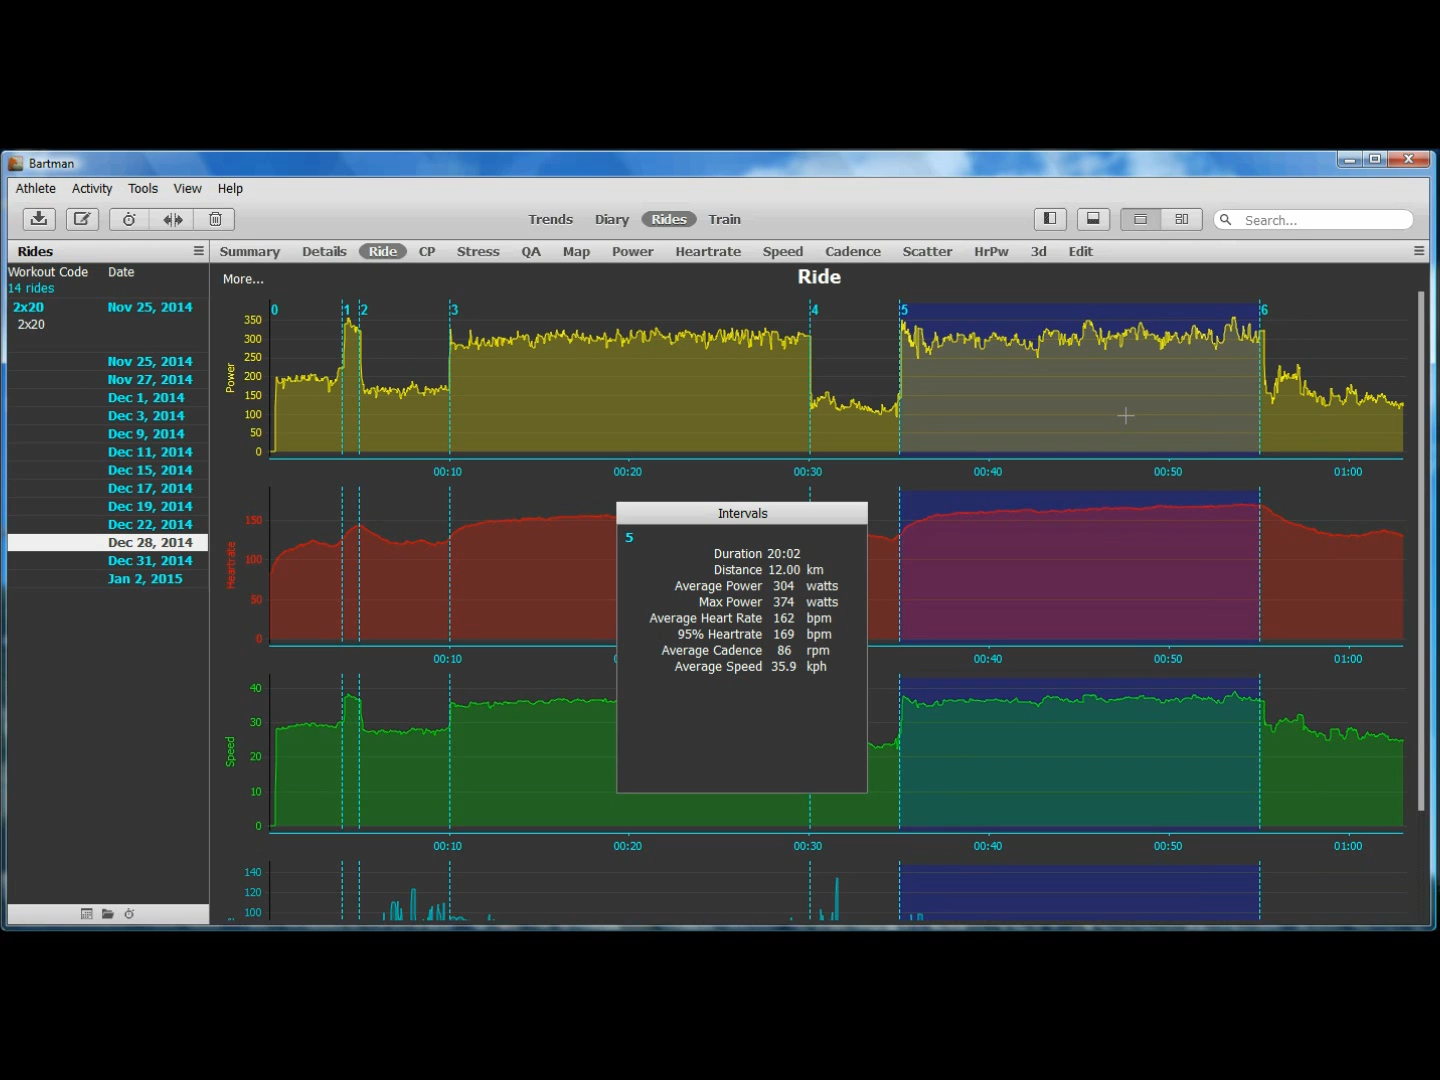 Bartman
Athlete Activity Tools View Help
Trends Diary Rides Train
Search...
Rides
Summary Details Ride CP Stress QA Map Power Heartrate Speed Cadence Scatter HrPw 3d Edit
Workout Code Date
14 rides
2x20 Nov 25, 2014
2x20
Nov 25, 2014
Nov 27, 2014
Dec 1, 2014
Dec 3, 2014
Dec 9, 2014
Dec 11, 2014
Dec 15, 2014
Dec 17, 2014
Dec 19, 2014
Dec 22, 2014
Dec 28, 2014
Dec 31, 2014
Jan 2, 2015
More...
Ride
0 1 2 3 4 5 6
Power
350
300
250
200
150
100
50
0
00:10 00:20 00:30 00:40 00:50 01:00
Heartrate
150
100
50
0
00:10 00:40 00:50 01:00
Intervals
5
Duration 20:02
Distance 12.00 km
Average Power 304 watts
Max Power 374 watts
Average Heart Rate 162 bpm
95% Heartrate 169 bpm
Average Cadence 86 rpm
Average Speed 35.9 kph
Speed
40
30
20
10
0
00:10 00:20 00:30 00:40 00:50 01:00
140
120
100